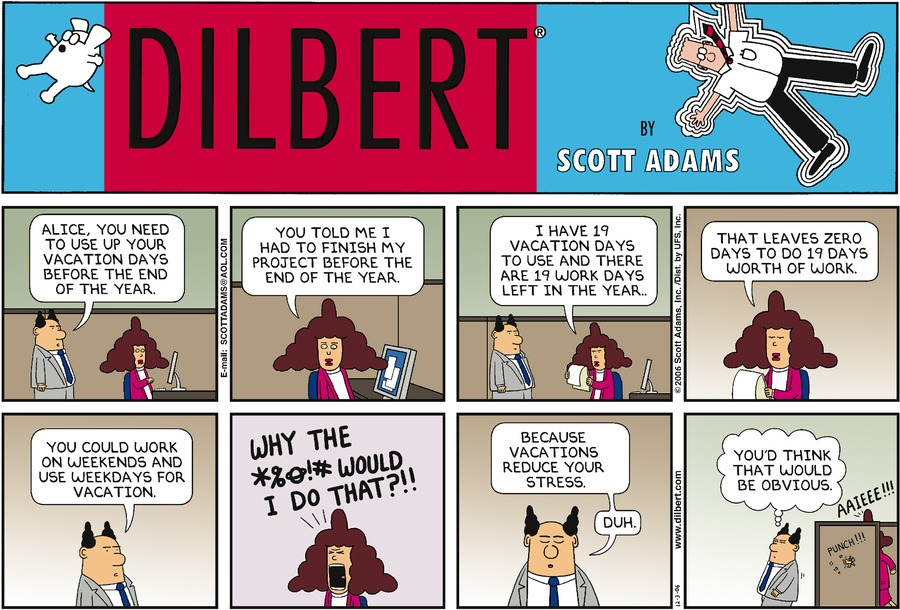 DILBERT®
BY
SCOTT ADAMS
ALICE, YOU NEED
TO USE UP YOUR
VACATION DAYS
BEFORE THE END
OF THE YEAR.
E-mail: SCOTTADAMS@AOL.COM
YOU TOLD ME I
HAD TO FINISH MY
PROJECT BEFORE THE
END OF THE YEAR.
I HAVE 19
VACATION DAYS
TO USE AND THERE
ARE 19 WORK DAYS
LEFT IN THE YEAR..
© 2006 Scott Adams, Inc. /Dist. by UFS, Inc.
THAT LEAVES ZERO
DAYS TO DO 19 DAYS
WORTH OF WORK.
YOU COULD WORK
ON WEEKENDS AND
USE WEEKDAYS FOR
VACATION.
WHY THE
*%@!# WOULD
I DO THAT?!!
BECAUSE
VACATIONS
REDUCE YOUR
STRESS.
DUH.
www.dilbert.com
12-3-06
YOU'D THINK
THAT WOULD
BE OBVIOUS.
AAIEEE!!!
PUNCH!!!